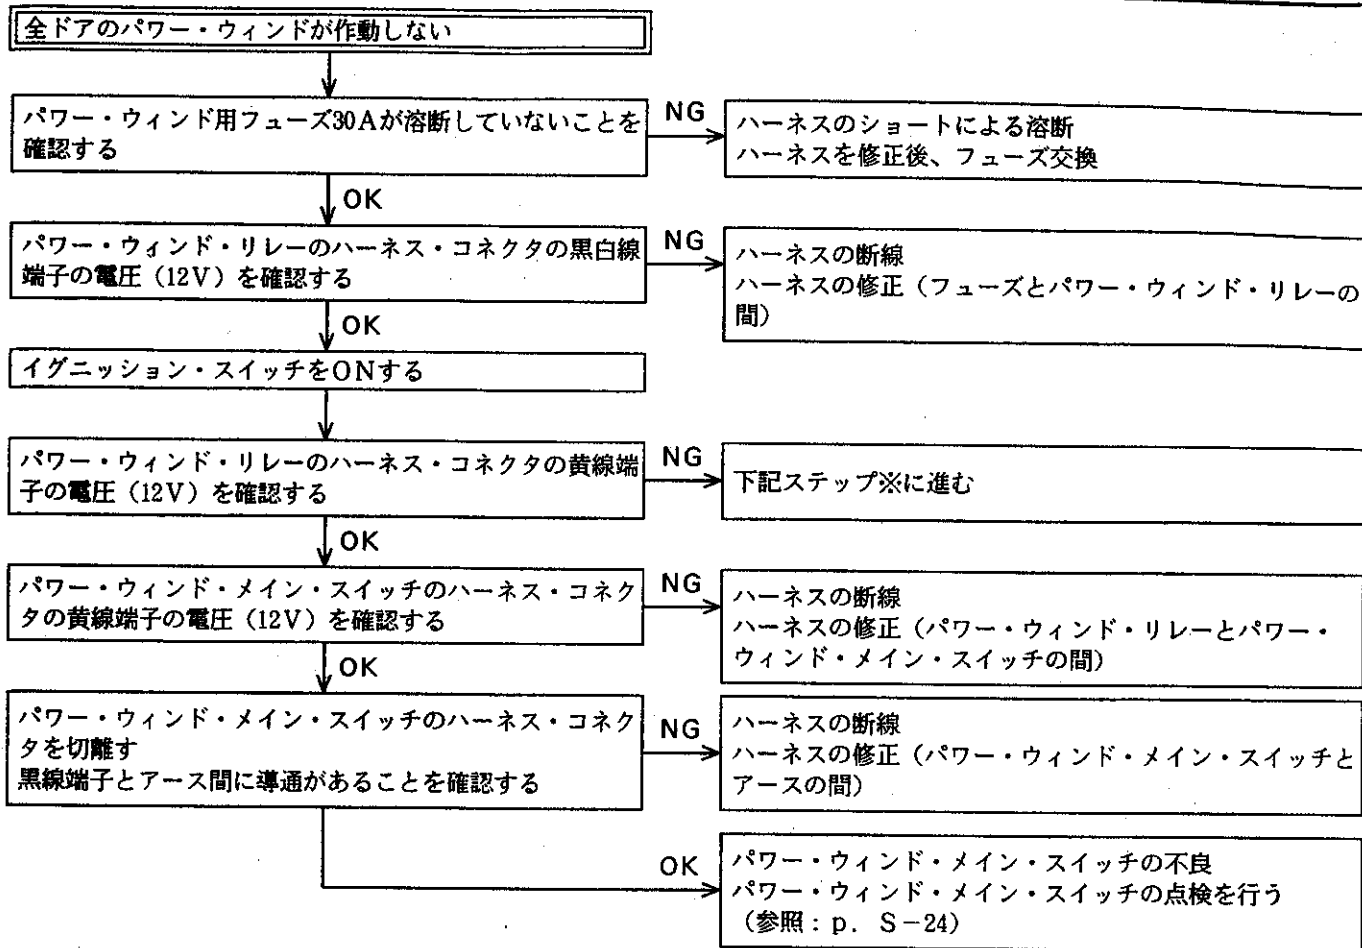 全ドアのパワー・ウィンドが作動しない
パワー・ウィンド用フューズ30Aが溶断していないことを
確認する
NG
ハーネスのショートによる溶断
ハーネスを修正後、フューズ交換
OK
パワー・ウィンド・リレーのハーネス・コネクタの黒白線
端子の電圧（12V）を確認する
NG
ハーネスの断線
ハーネスの修正（フューズとパワー・ウィンド・リレーの
間）
OK
イグニッション・スイッチをONする
パワー・ウィンド・リレーのハーネス・コネクタの黄線端
子の電圧（12V）を確認する
NG
下記ステップ※に進む
OK
パワー・ウィンド・メイン・スイッチのハーネス・コネク
タの黄線端子の電圧（12V）を確認する
NG
ハーネスの断線
ハーネスの修正（パワー・ウィンド・リレーとパワー・
ウィンド・メイン・スイッチの間）
OK
パワー・ウィンド・メイン・スイッチのハーネス・コネク
タを切離す
黒線端子とアース間に導通があることを確認する
NG
ハーネスの断線
ハーネスの修正（パワー・ウィンド・メイン・スイッチと
アースの間）
OK
パワー・ウィンド・メイン・スイッチの不良
パワー・ウィンド・メイン・スイッチの点検を行う
（参照：p. S－24）